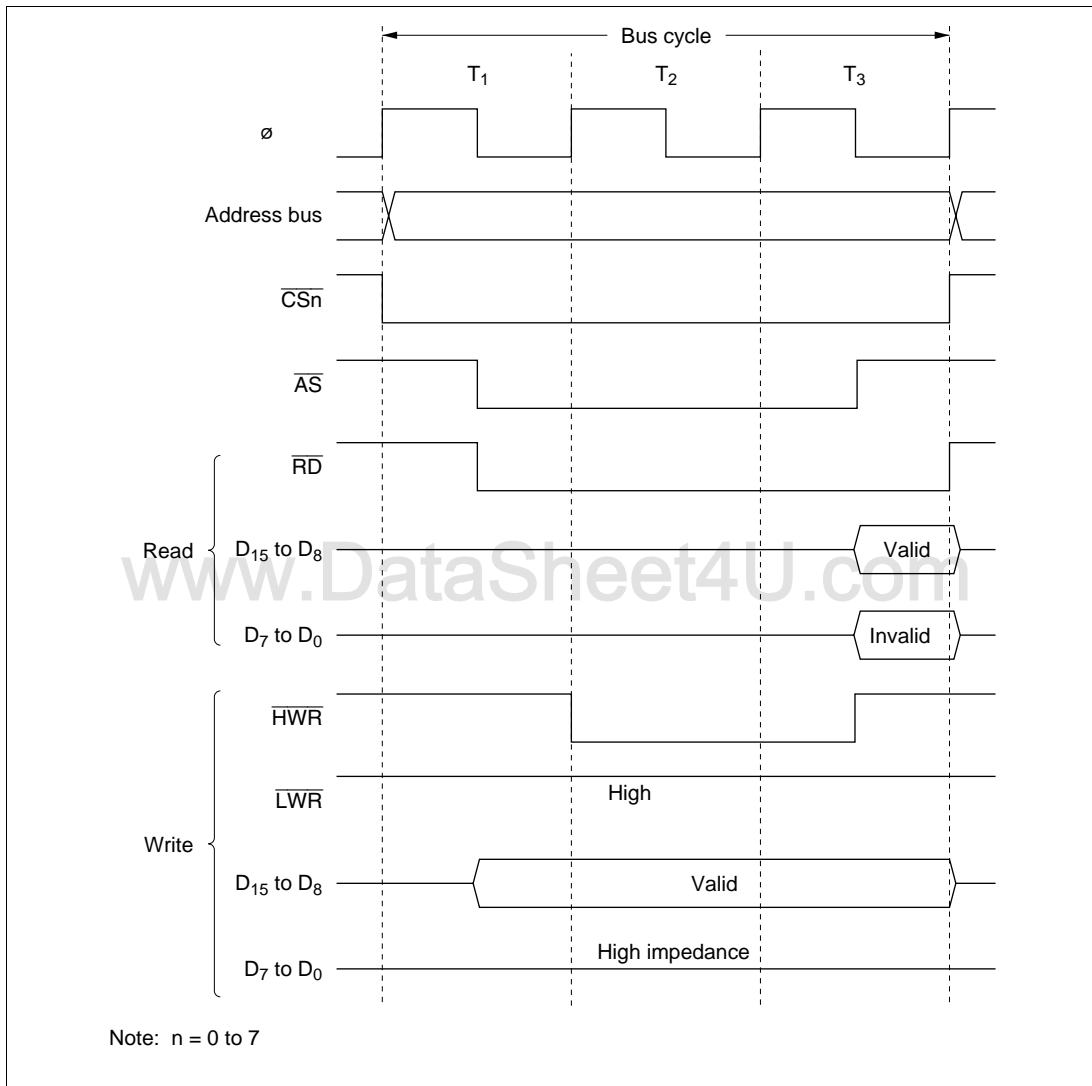 Bus cycle
T1 T2 T3
ø
Address bus
CSn
AS
RD
Read
D15 to D8 Valid
www.DataSheet4U.com
D7 to D0 Invalid
HWR
LWR High
Write
D15 to D8 Valid
High impedance
D7 to D0
Note: n = 0 to 7